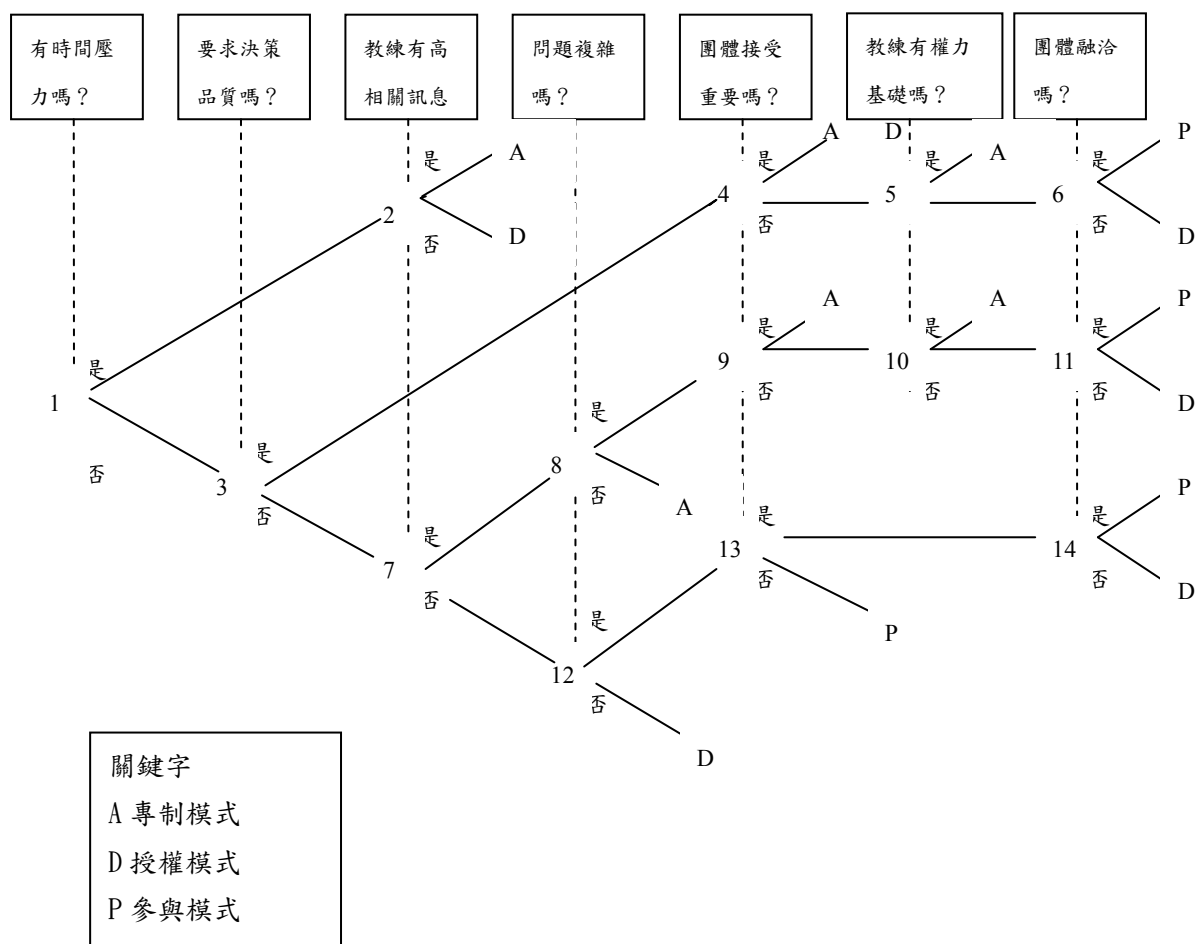 有時間壓
力嗎？
要求決策
品質嗎？
教練有高
相關訊息
問題複雜
嗎？
團體接受
重要嗎？
教練有權力
基礎嗎？
團體融洽
嗎？
是 A
2
否 D
是 A D
4
否
是 A
5
否
P
是
6
否 D
是
1
否
是
3
否
是 A
9
否
是 A
10
否
P
是
11
否 D
是
8
否 A
是
7
否
是
13
否 P
P
是
14
否 D
是
12
否 D
關鍵字
A 專制模式
D 授權模式
P 參與模式